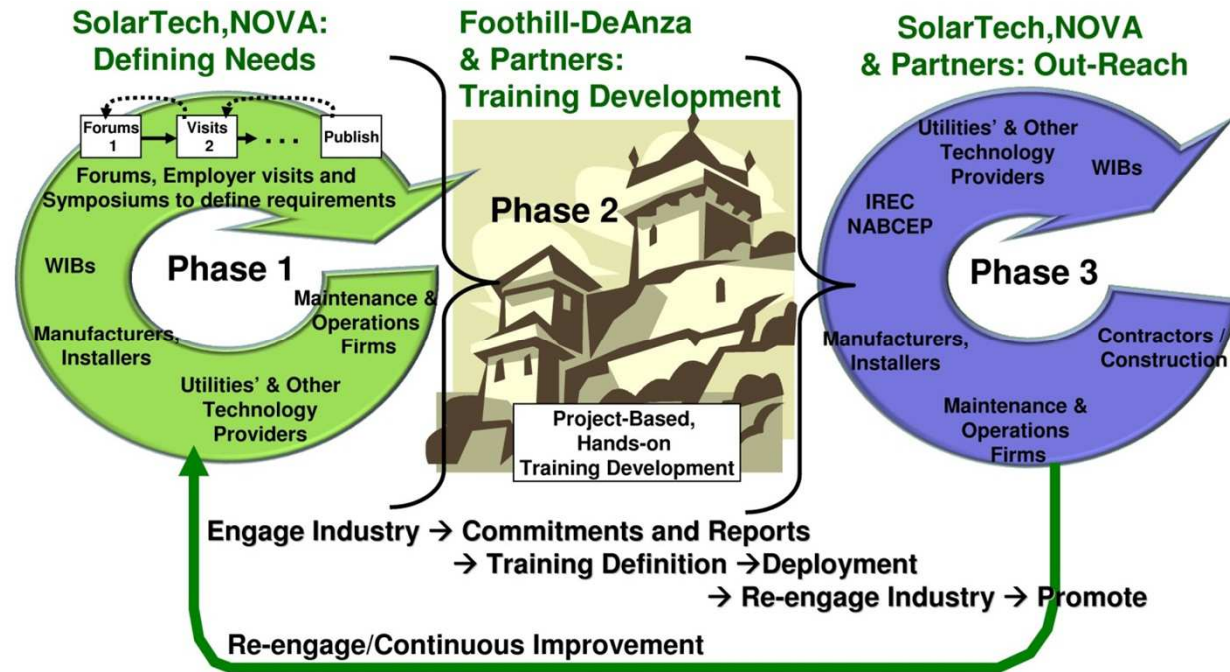 SolarTech,NOVA:
Defining Needs
Forums
1
Visits
2
...
Publish
Forums, Employer visits and
Symposiums to define requirements
Phase 1
WIBs
Maintenance &
Operations
Firms
Manufacturers,
Installers
Utilities’ & Other
Technology
Providers
Foothill-DeAnza
& Partners:
Training Development
Phase 2
Project-Based,
Hands-on
Training Development
SolarTech,NOVA
& Partners: Out-Reach
Utilities’ & Other
Technology
Providers
WIBs
IREC
NABCEP
Phase 3
Manufacturers,
Installers
Contractors /
Construction
Maintenance &
Operations
Firms
Engage Industry → Commitments and Reports
→ Training Definition →Deployment
→ Re-engage Industry → Promote
Re-engage/Continuous Improvement